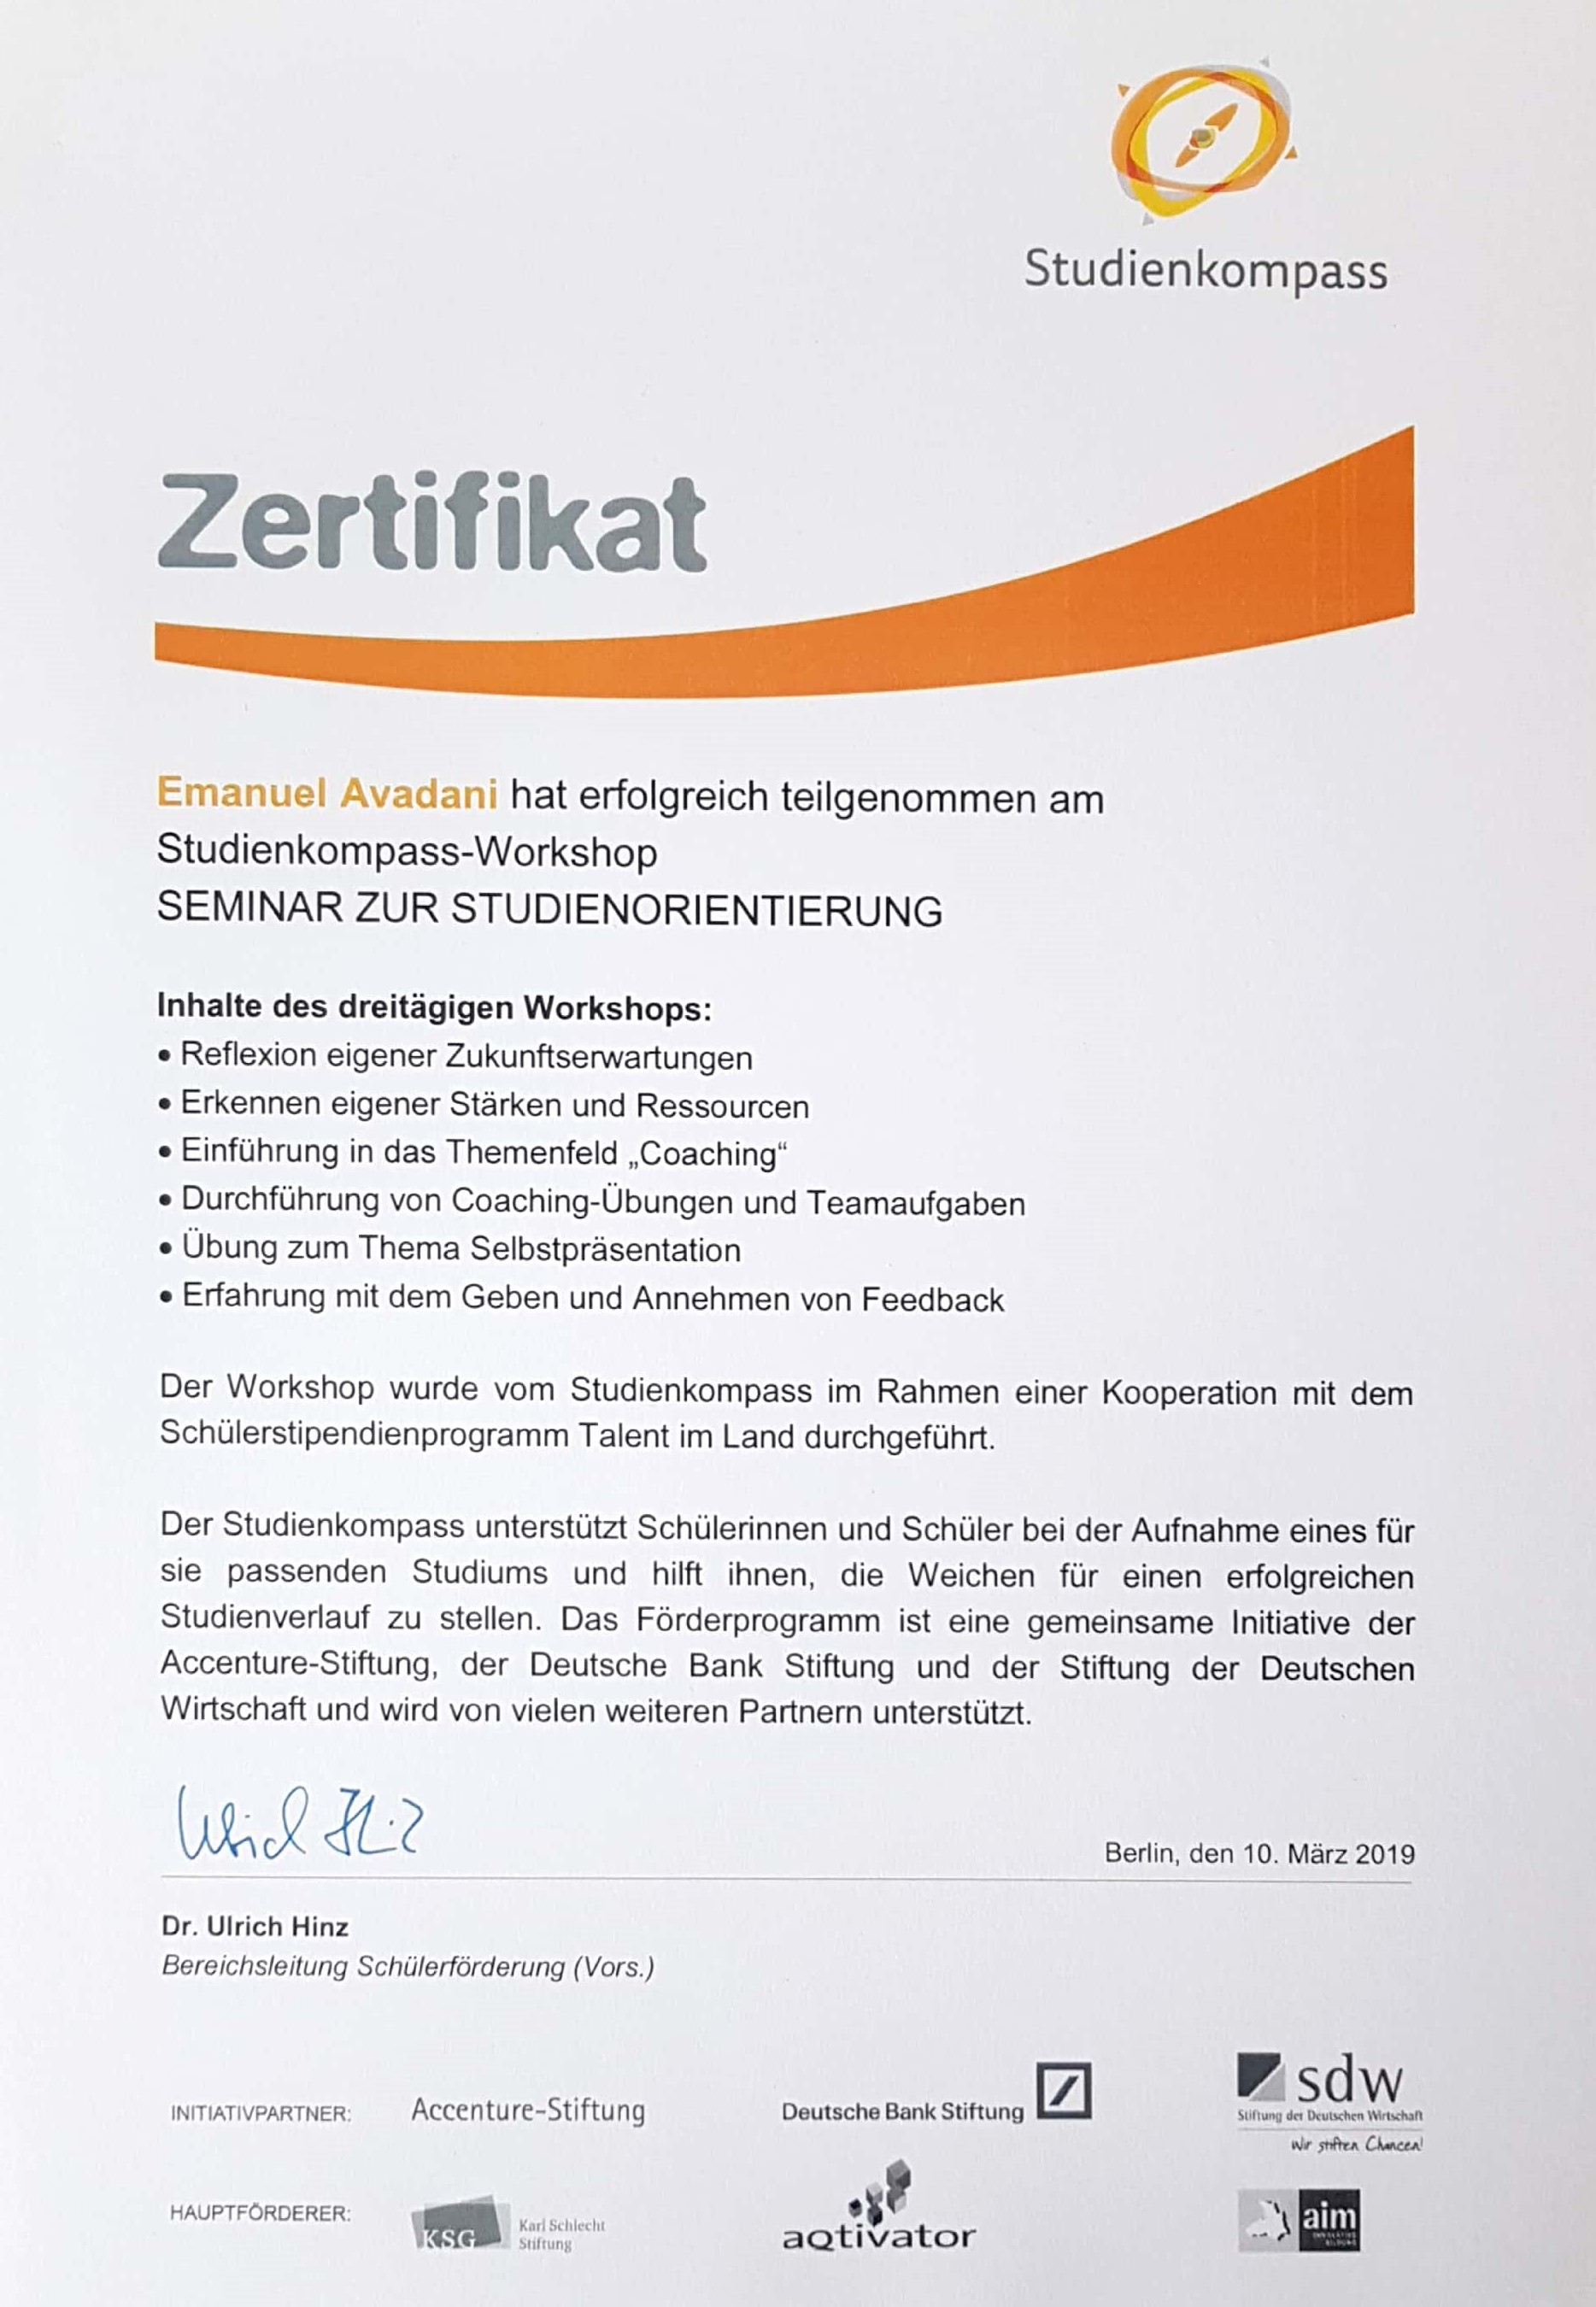 Studienkompass
Zertifikat
Emanuel Avadani hat erfolgreich teilgenommen am
Studienkompass-Workshop
SEMINAR ZUR STUDIENORIENTIERUNG
Inhalte des dreitägigen Workshops:
• Reflexion eigener Zukunftserwartungen
• Erkennen eigener Stärken und Ressourcen
• Einführung in das Themenfeld „Coaching“
• Durchführung von Coaching-Übungen und Teamaufgaben
• Übung zum Thema Selbstpräsentation
• Erfahrung mit dem Geben und Annehmen von Feedback
Der Workshop wurde vom Studienkompass im Rahmen einer Kooperation mit dem
Schülerstipendienprogramm Talent im Land durchgeführt.
Der Studienkompass unterstützt Schülerinnen und Schüler bei der Aufnahme eines für
sie passenden Studiums und hilft ihnen, die Weichen für einen erfolgreichen
Studienverlauf zu stellen. Das Förderprogramm ist eine gemeinsame Initiative der
Accenture-Stiftung, der Deutsche Bank Stiftung und der Stiftung der Deutschen
Wirtschaft und wird von vielen weiteren Partnern unterstützt.
Ulrich Hinz
Berlin, den 10. März 2019
Dr. Ulrich Hinz
Bereichsleitung Schülerförderung (Vors.)
INITIATIVPARTNER: Accenture-Stiftung Deutsche Bank Stiftung
sdw
Stiftung der Deutschen Wirtschaft
Wir stiften Chancen!
HAUPTFÖRDERER:
KSG
Karl Schlecht
Stiftung
aqtivator
aim